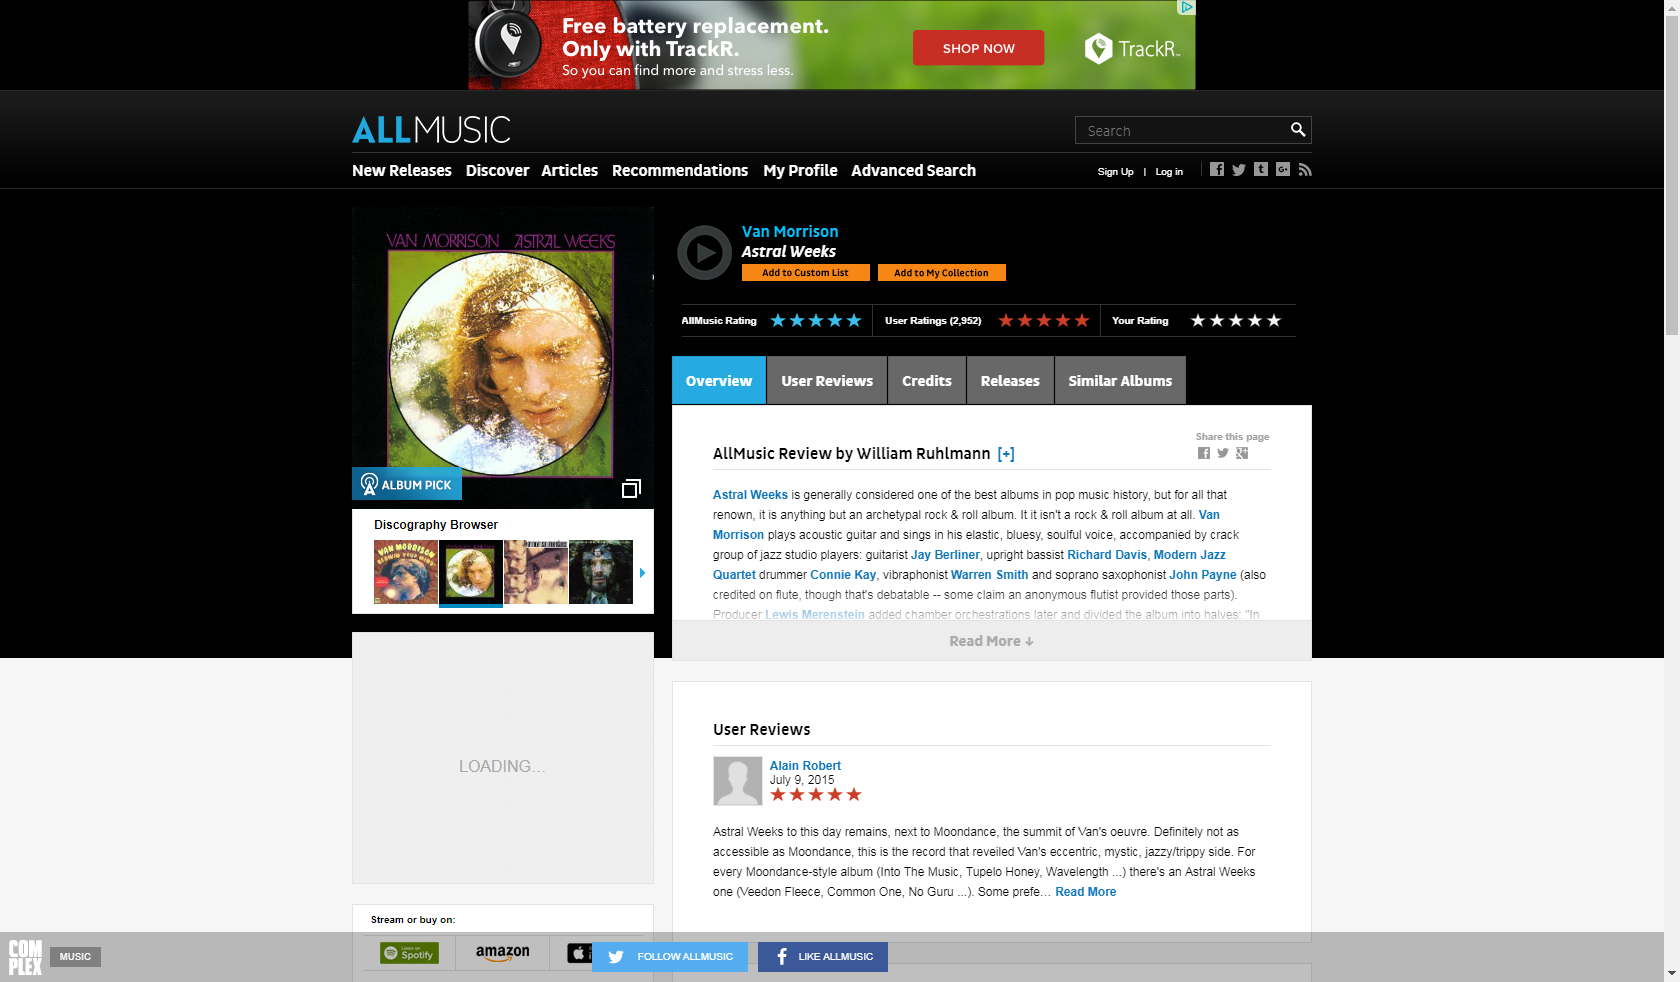 Free battery replacement.
Only with TrackR.
So you can find more and stress less.
SHOP NOW
TrackR
ALLMUSIC
Search
New Releases Discover Articles Recommendations My Profile Advanced Search
Sign Up | Log in
VAN MORRISON ASTRAL WEEKS
ALBUM PICK
Van Morrison
Astral Weeks
Add to Custom List Add to My Collection
AllMusic Rating User Ratings (2,952) Your Rating
Overview User Reviews Credits Releases Similar Albums
Discography Browser
VAN MORRISON
LOADING...
Stream or buy on:
Listen on
Spotify
amazon
Share this page
AllMusic Review by William Ruhlmann [+]
Astral Weeks is generally considered one of the best albums in pop music history, but for all that
renown, it is anything but an archetypal rock & roll album. It it isn't a rock & roll album at all. Van
Morrison plays acoustic guitar and sings in his elastic, bluesy, soulful voice, accompanied by crack
group of jazz studio players: guitarist Jay Berliner, upright bassist Richard Davis, Modern Jazz
Quartet drummer Connie Kay, vibraphonist Warren Smith and soprano saxophonist John Payne (also
credited on flute, though that's debatable -- some claim an anonymous flutist provided those parts).
Producer Lewis Merenstein added chamber orchestrations later and divided the album into halves: "In
Read More ↓
User Reviews
Alain Robert
July 9, 2015
Astral Weeks to this day remains, next to Moondance, the summit of Van's oeuvre. Definitely not as
accessible as Moondance, this is the record that reveiled Van's eccentric, mystic, jazzy/trippy side. For
every Moondance-style album (Into The Music, Tupelo Honey, Wavelength ...) there's an Astral Weeks
one (Veedon Fleece, Common One, No Guru ...). Some prefe... Read More
COMPLEX
MUSIC
FOLLOW ALLMUSIC
LIKE ALLMUSIC